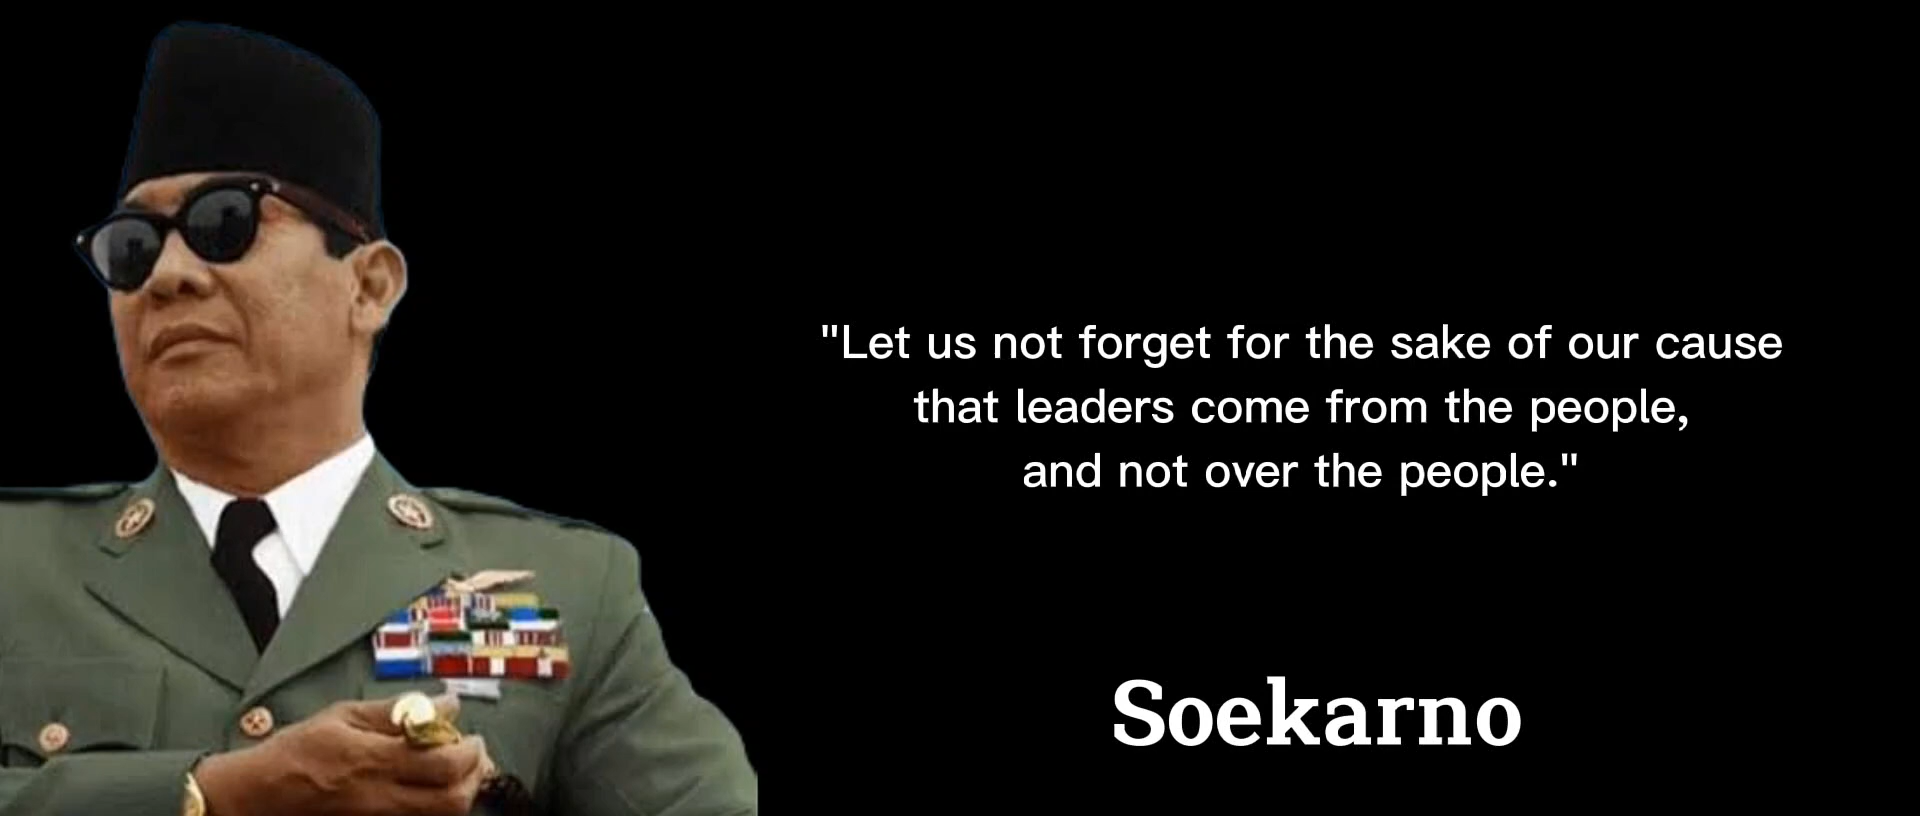 "Let us not forget for the sake of our cause
that leaders come from the people,
and not over the people."
Soekarno